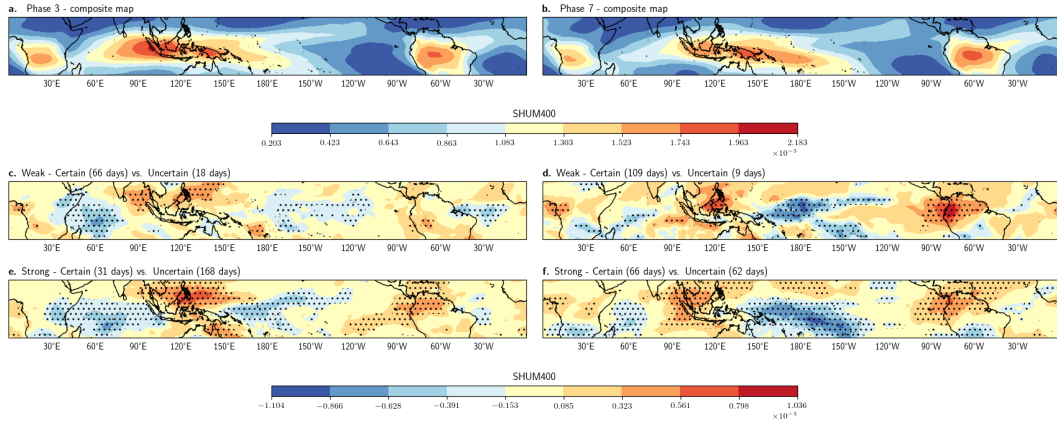 a. Phase 3 - composite map
b. Phase 7 - composite map
30°E 60°E 90°E 120°E 150°E 180°E 150°W 120°W 90°W 60°W 30°W
30°E 60°E 90°E 120°E 150°E 180°E 150°W 120°W 90°W 60°W 30°W
SHUM400
0.203 0.423 0.643 0.863 1.083 1.303 1.523 1.743 1.963 2.183
×10⁻³
c. Weak - Certain (66 days) vs. Uncertain (18 days)
d. Weak - Certain (109 days) vs. Uncertain (9 days)
30°E 60°E 90°E 120°E 150°E 180°E 150°W 120°W 90°W 60°W 30°W
30°E 60°E 90°E 120°E 150°E 180°E 150°W 120°W 90°W 60°W 30°W
e. Strong - Certain (31 days) vs. Uncertain (168 days)
f. Strong - Certain (66 days) vs. Uncertain (62 days)
30°E 60°E 90°E 120°E 150°E 180°E 150°W 120°W 90°W 60°W 30°W
30°E 60°E 90°E 120°E 150°E 180°E 150°W 120°W 90°W 60°W 30°W
SHUM400
−1.104 −0.866 −0.628 −0.391 −0.153 0.085 0.323 0.561 0.798 1.036
×10⁻³